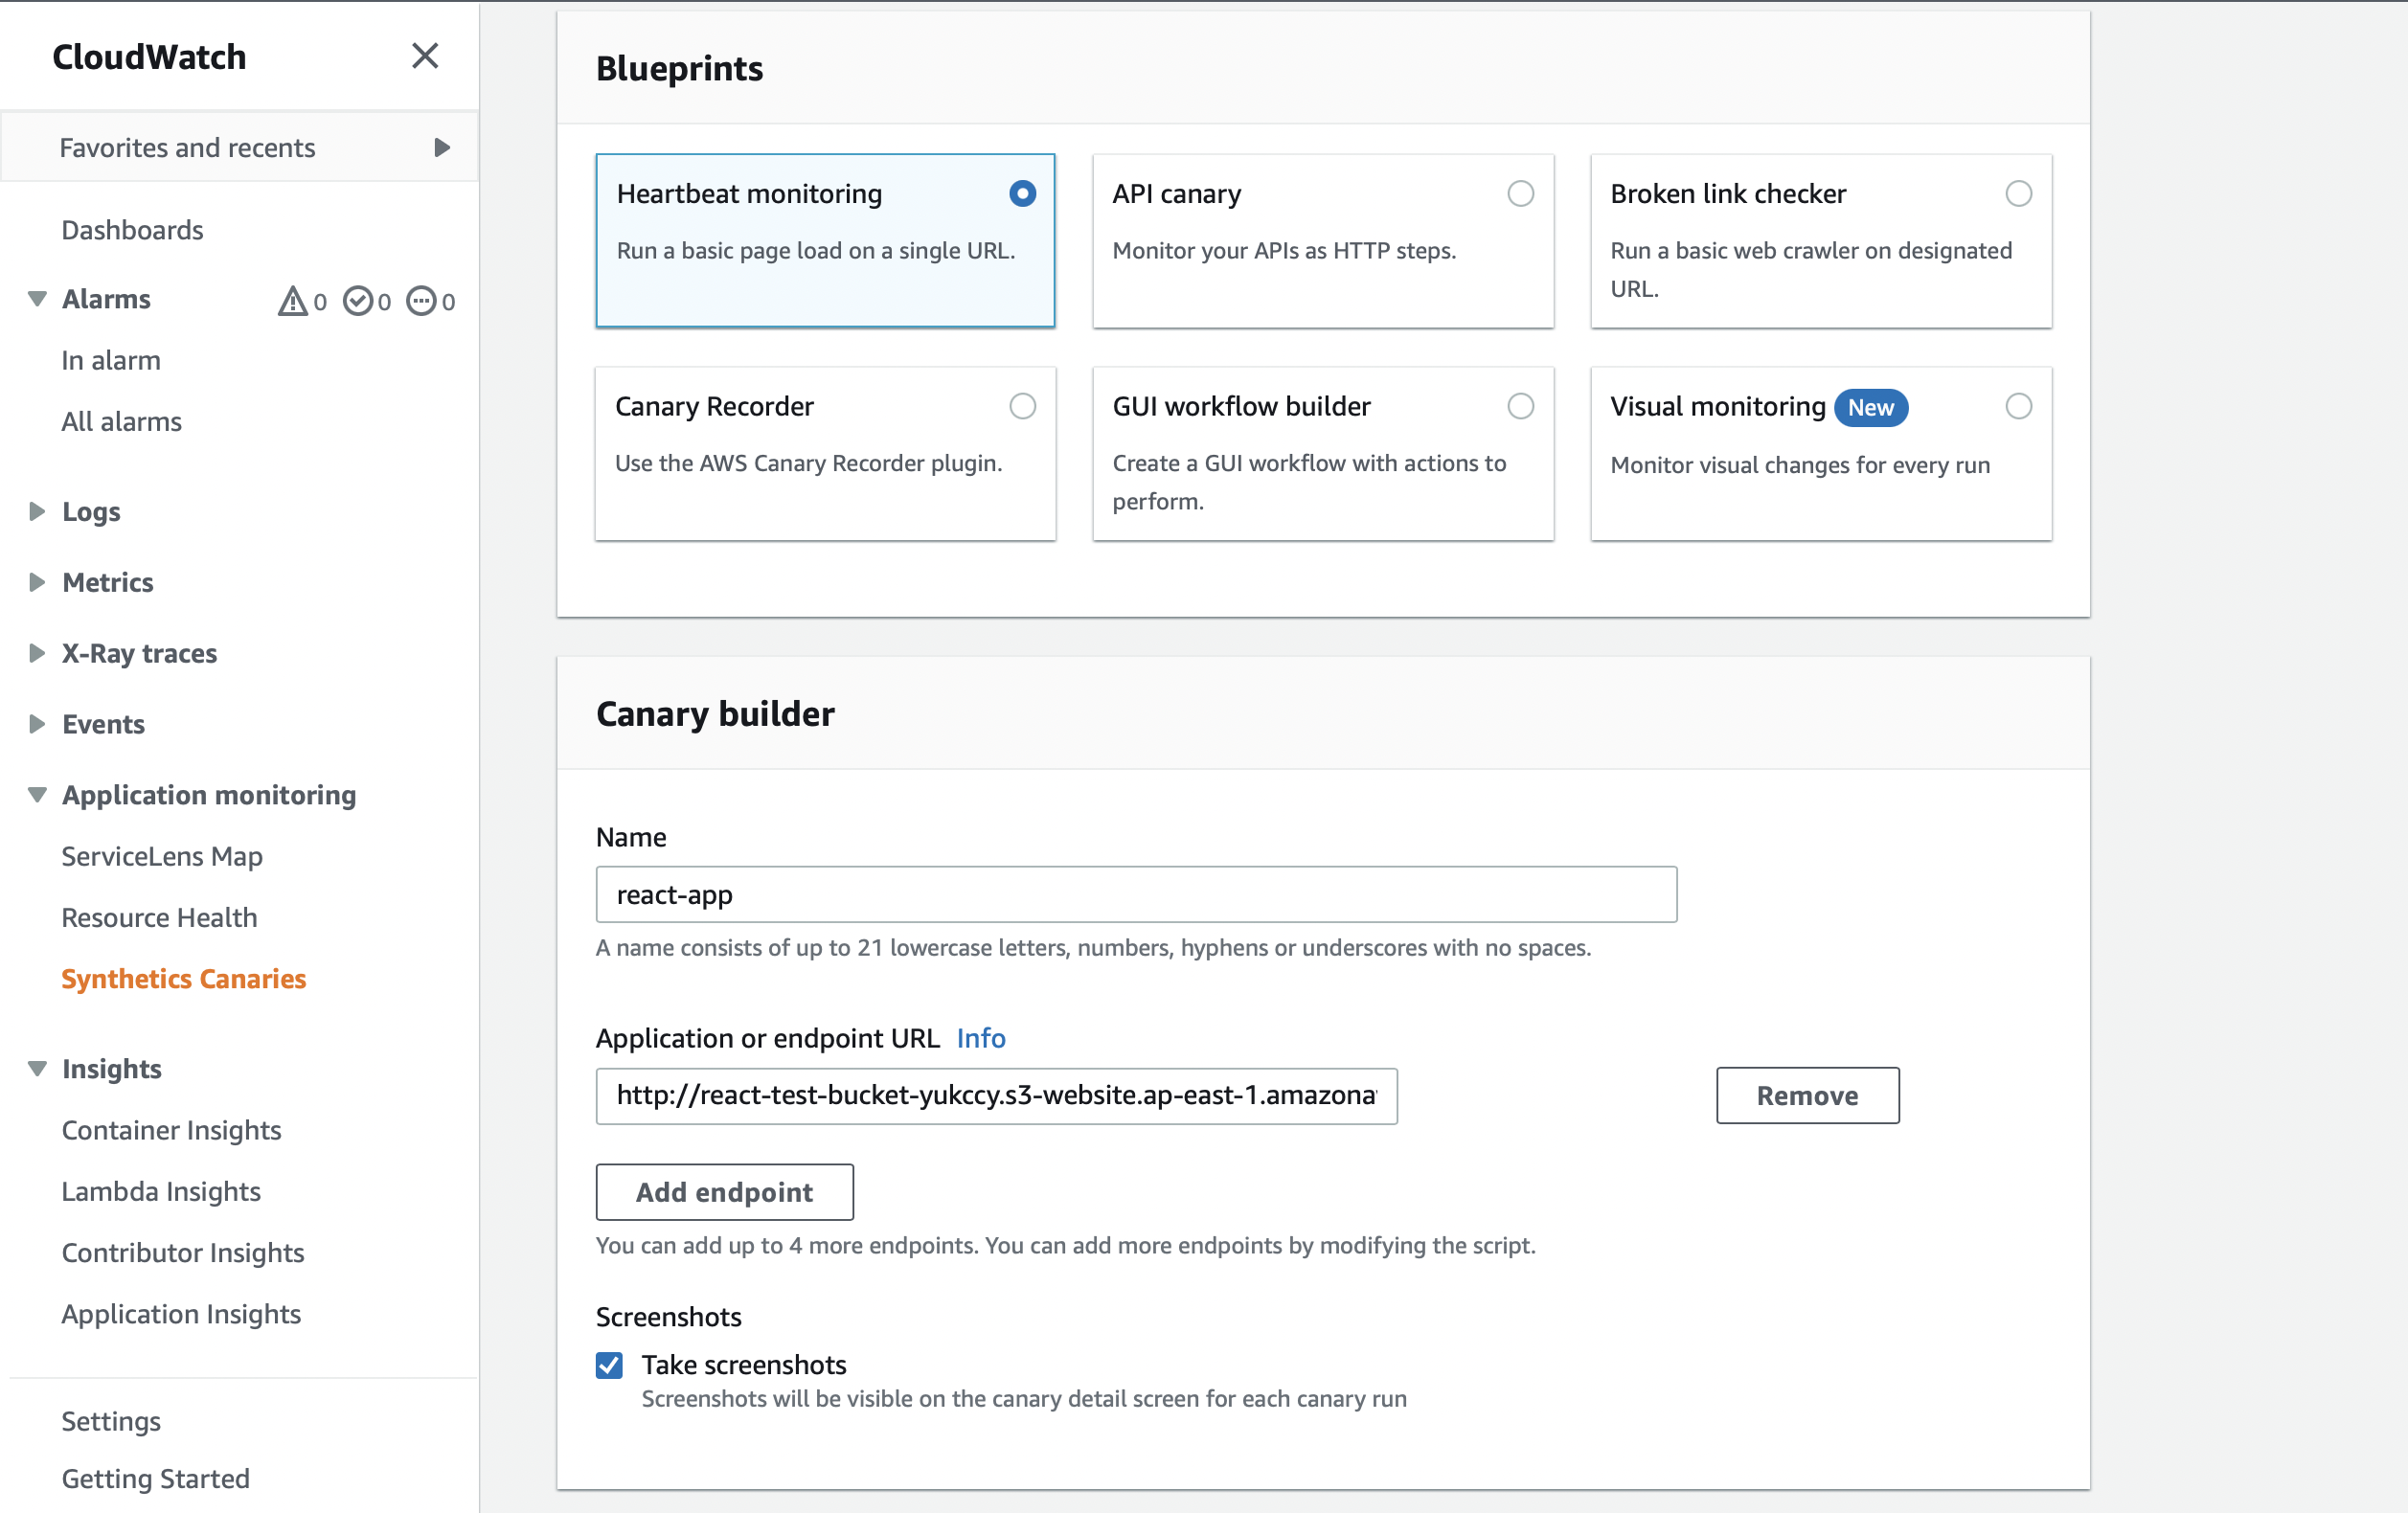 CloudWatch
Favorites and recents
Dashboards
Alarms 0 0 0
In alarm
All alarms
Logs
Metrics
X-Ray traces
Events
Application monitoring
ServiceLens Map
Resource Health
Synthetics Canaries
Insights
Container Insights
Lambda Insights
Contributor Insights
Application Insights
Settings
Getting Started
Blueprints
Heartbeat monitoring
Run a basic page load on a single URL.
API canary
Monitor your APIs as HTTP steps.
Broken link checker
Run a basic web crawler on designated
URL.
Canary Recorder
Use the AWS Canary Recorder plugin.
GUI workflow builder
Create a GUI workflow with actions to
perform.
Visual monitoring New
Monitor visual changes for every run
Canary builder
Name
react-app
A name consists of up to 21 lowercase letters, numbers, hyphens or underscores with no spaces.
Application or endpoint URL Info
http://react-test-bucket-yukccy.s3-website.ap-east-1.amazona
Remove
Add endpoint
You can add up to 4 more endpoints. You can add more endpoints by modifying the script.
Screenshots
Take screenshots
Screenshots will be visible on the canary detail screen for each canary run